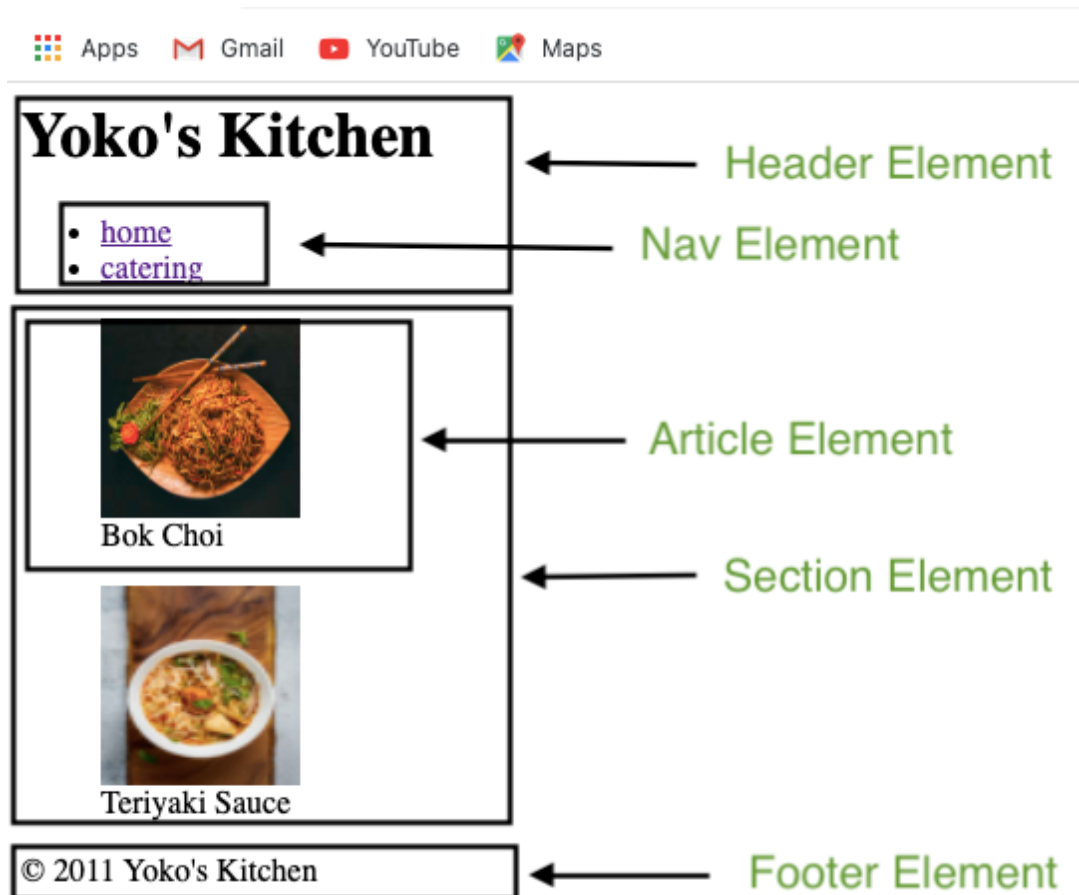 Apps Gmail YouTube Maps
Yoko's Kitchen
Header Element
home
Nav Element
catering
Article Element
Bok Choi
Section Element
Teriyaki Sauce
© 2011 Yoko's Kitchen
Footer Element